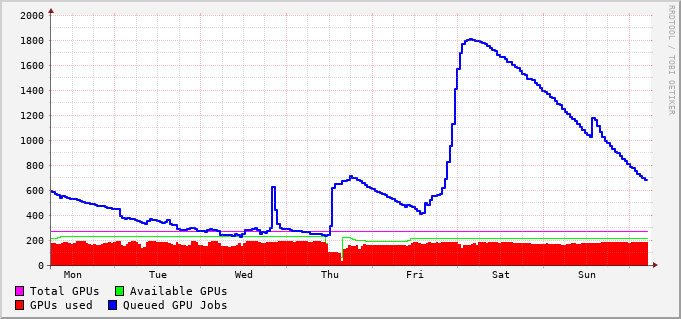 2000
1800
1600
1400
1200
1000
800
600
400
200
0
Mon Tue Wed Thu Fri Sat Sun
Total GPUs Available GPUs
GPUs used Queued GPU Jobs
RRDTOOL / TOBI OETIKER